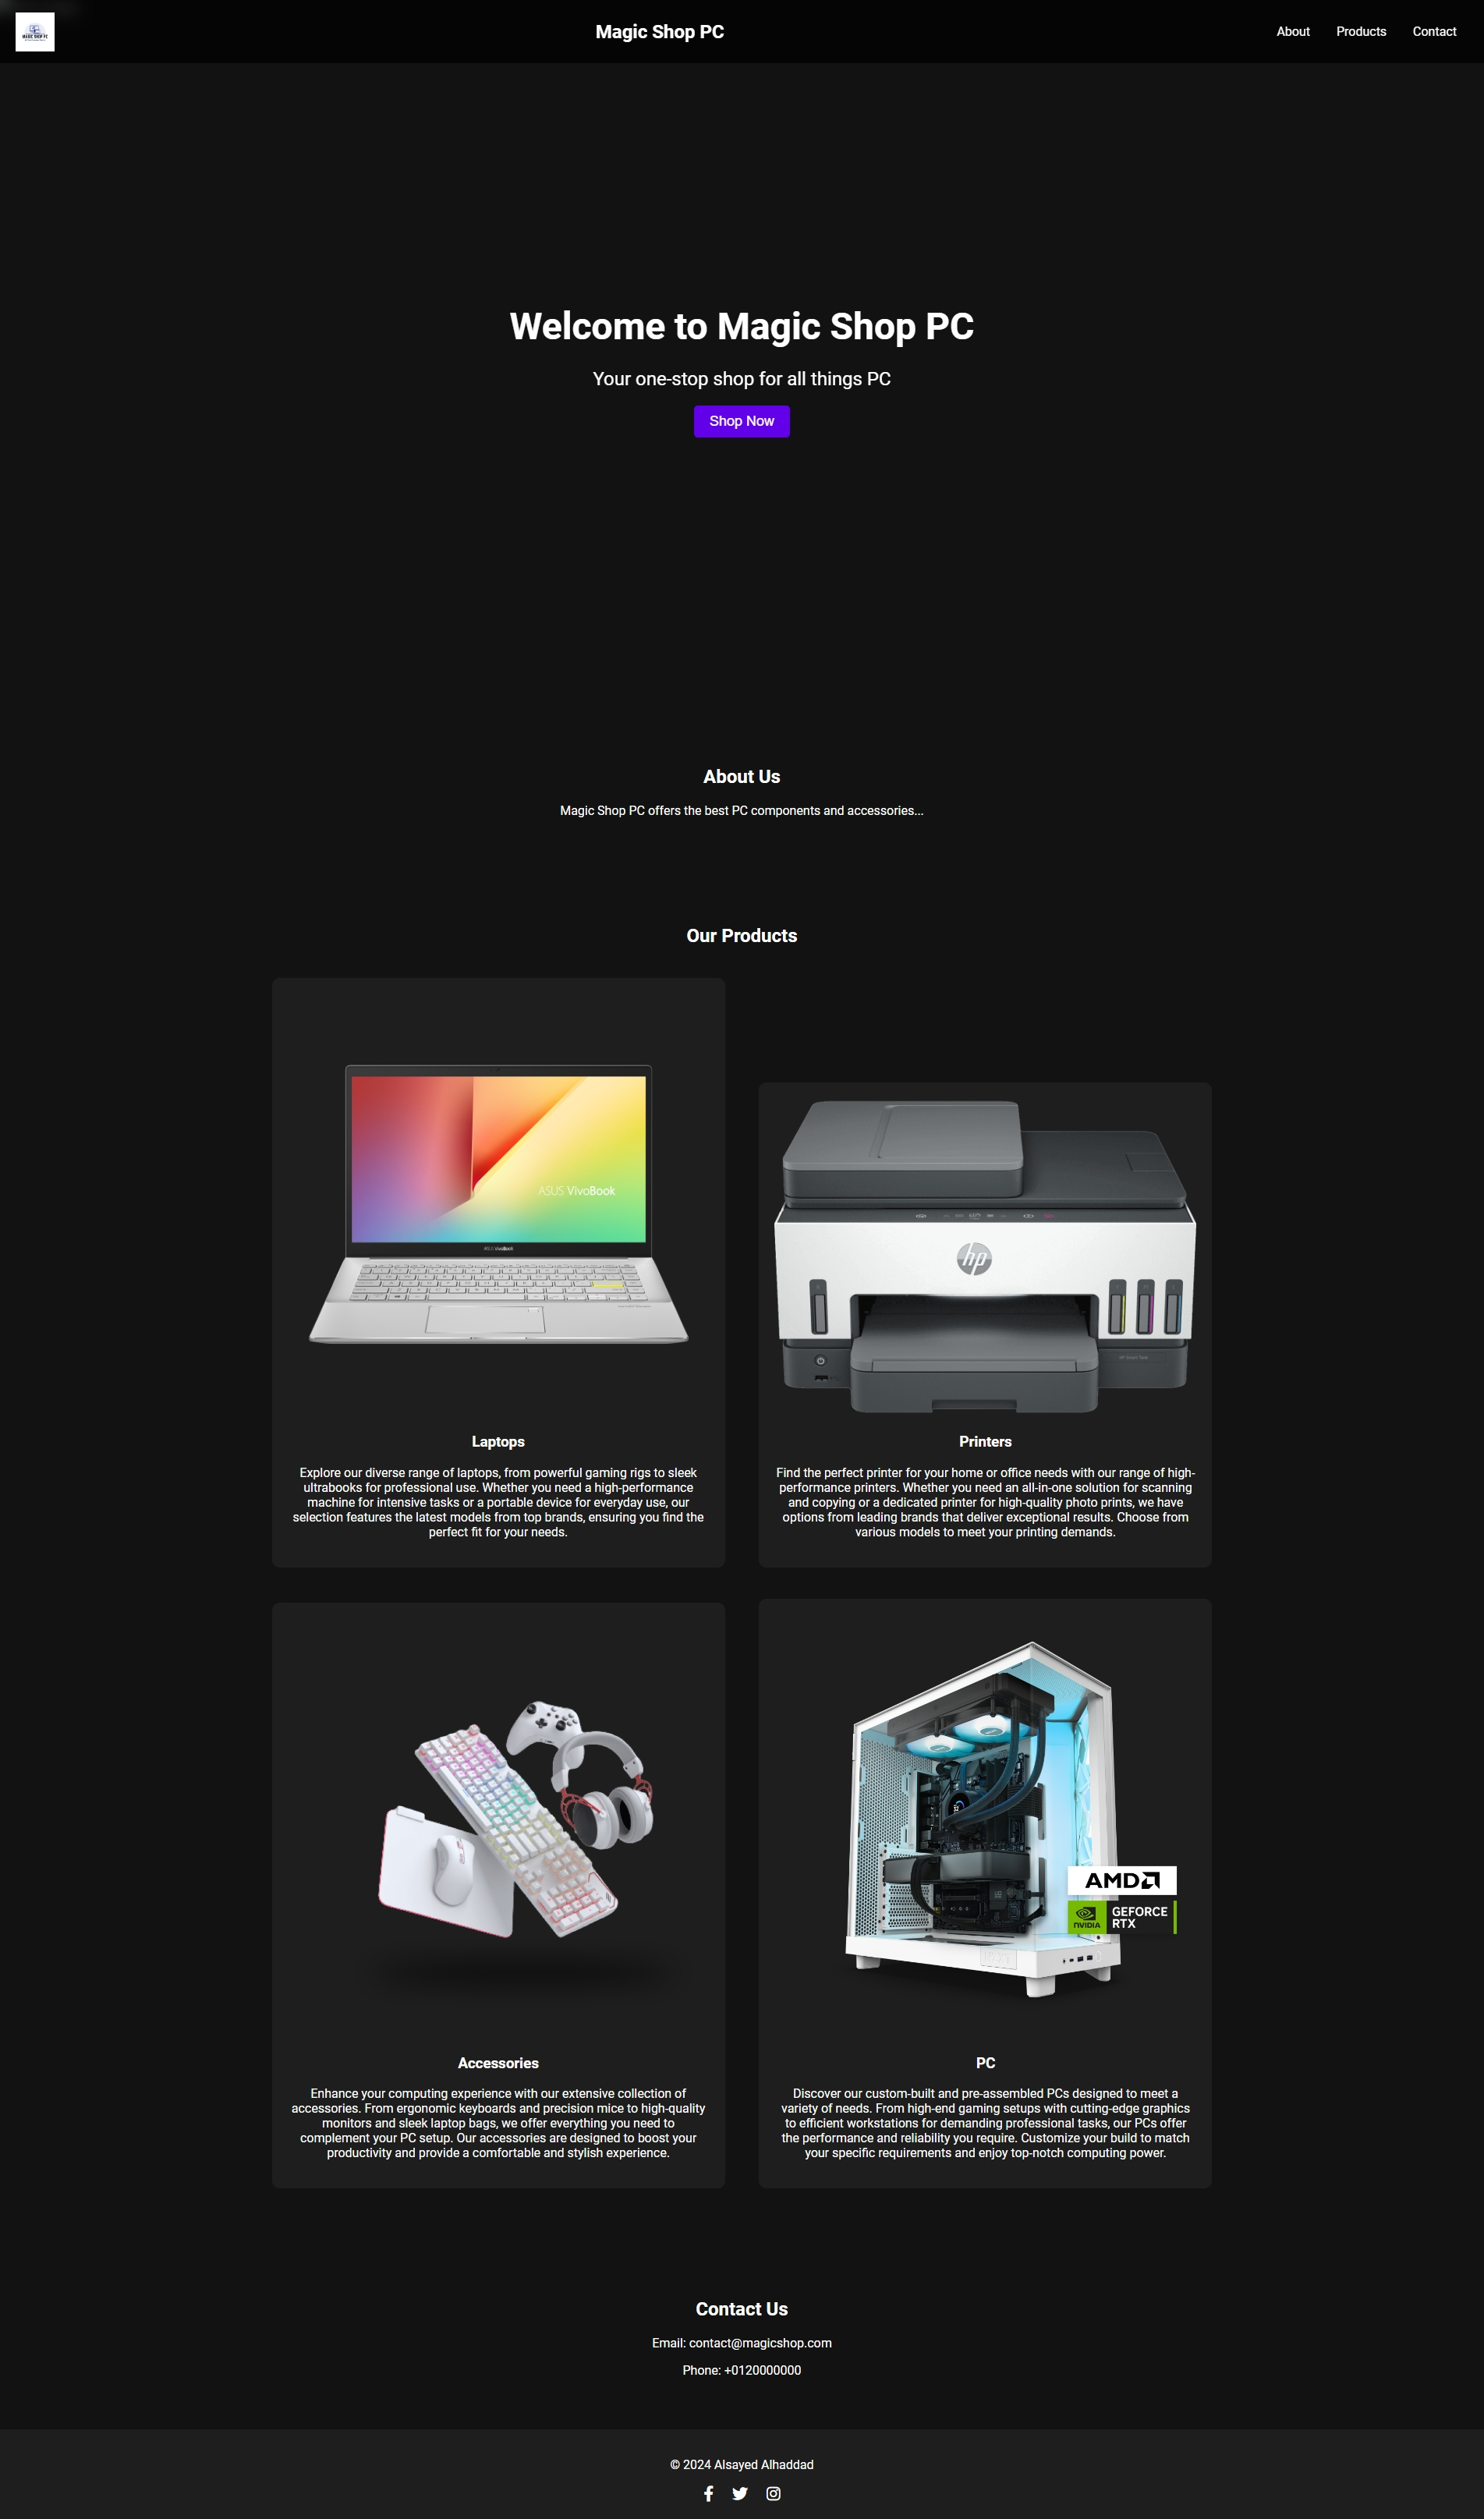 MAGIC SHOP PC
Magic Shop PC
About
Products
Contact
Welcome to Magic Shop PC
Your one-stop shop for all things PC
Shop Now
About Us
Magic Shop PC offers the best PC components and accessories...
Our Products
ASUS VivoBook
ASUS VivoBook
Laptops
Explore our diverse range of laptops, from powerful gaming rigs to sleek
ultrabooks for professional use. Whether you need a high-performance
machine for intensive tasks or a portable device for everyday use, our
selection features the latest models from top brands, ensuring you find the
perfect fit for your needs.
hp
Printers
Find the perfect printer for your home or office needs with our range of high-
performance printers. Whether you need an all-in-one solution for scanning
and copying or a dedicated printer for high-quality photo prints, we have
options from leading brands that deliver exceptional results. Choose from
various models to meet your printing demands.
Accessories
Enhance your computing experience with our extensive collection of
accessories. From ergonomic keyboards and precision mice to high-quality
monitors and sleek laptop bags, we offer everything you need to
complement your PC setup. Our accessories are designed to boost your
productivity and provide a comfortable and stylish experience.
AMD
NVIDIA
GEFORCE
RTX
PC
Discover our custom-built and pre-assembled PCs designed to meet a
variety of needs. From high-end gaming setups with cutting-edge graphics
to efficient workstations for demanding professional tasks, our PCs offer
the performance and reliability you require. Customize your build to match
your specific requirements and enjoy top-notch computing power.
Contact Us
Email: contact@magicshop.com
Phone: +0120000000
© 2024 Alsayed Alhaddad